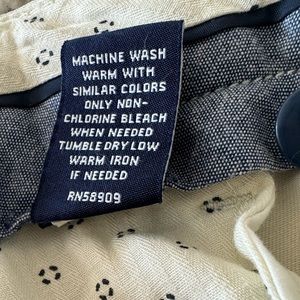 MACHINE WASH
WARM WITH
SIMILAR COLORS
ONLY NON-
CHLORINE BLEACH
WHEN NEEDED
TUMBLE DRY LOW
WARM IRON
IF NEEDED
RN58909